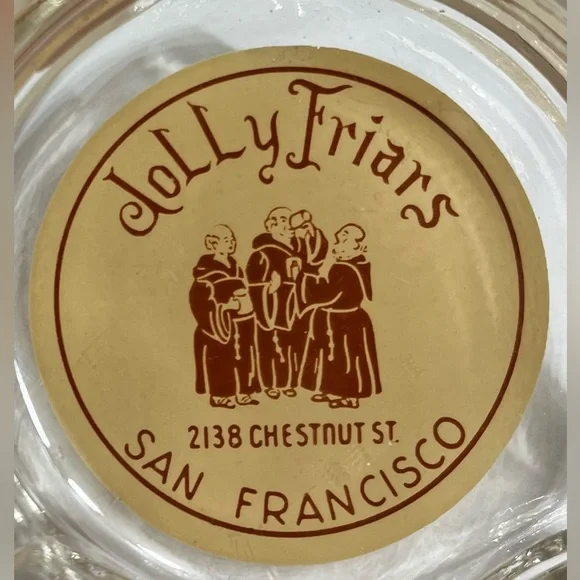 Jolly Friars
2138 CHESTNUT ST.
SAN FRANCISCO